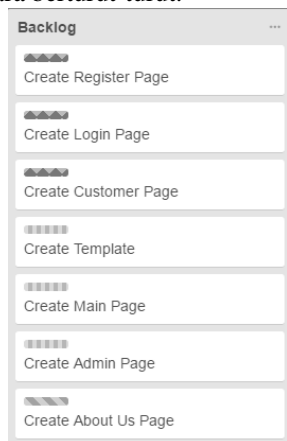 Backlog ...
Create Register Page
Create Login Page
Create Customer Page
Create Template
Create Main Page
Create Admin Page
Create About Us Page